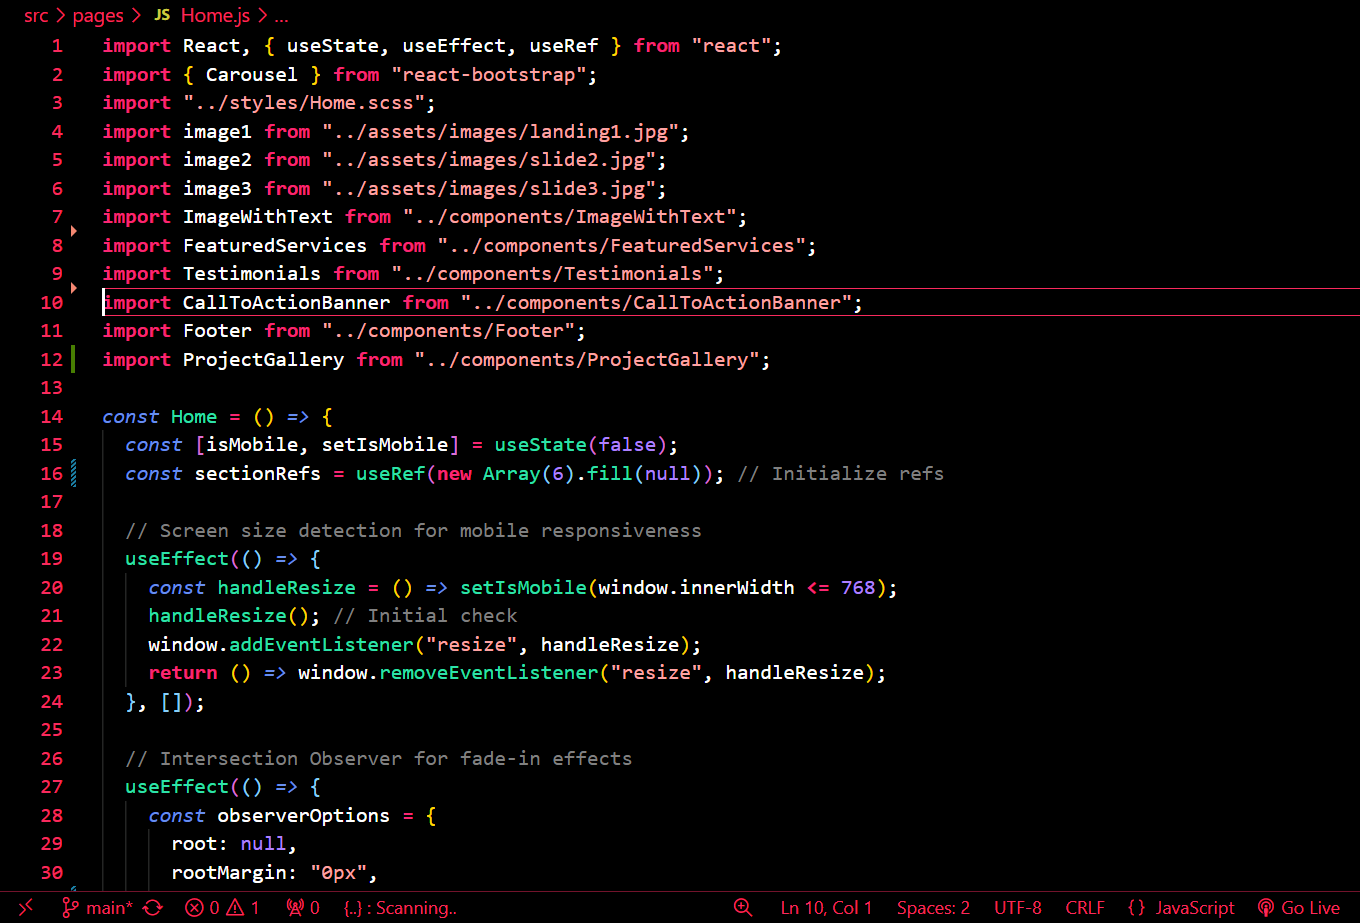 src > pages > JS Home.js > ...
1 import React, { useState, useEffect, useRef } from "react";
2 import { Carousel } from "react-bootstrap";
3 import "../styles/Home.scss";
4 import image1 from "../assets/images/landing1.jpg";
5 import image2 from "../assets/images/slide2.jpg";
6 import image3 from "../assets/images/slide3.jpg";
7 import ImageWithText from "../components/ImageWithText";
8 import FeaturedServices from "../components/FeaturedServices";
9 import Testimonials from "../components/Testimonials";
10 import CallToActionBanner from "../components/CallToActionBanner";
11 import Footer from "../components/Footer";
12 import ProjectGallery from "../components/ProjectGallery";
13
14 const Home = () => {
15   const [isMobile, setIsMobile] = useState(false);
16   const sectionRefs = useRef(new Array(6).fill(null)); // Initialize refs
17
18   // Screen size detection for mobile responsiveness
19   useEffect(() => {
20     const handleResize = () => setIsMobile(window.innerWidth <= 768);
21     handleResize(); // Initial check
22     window.addEventListener("resize", handleResize);
23     return () => window.removeEventListener("resize", handleResize);
24   }, []);
25
26   // Intersection Observer for fade-in effects
27   useEffect(() => {
28     const observerOptions = {
29       root: null,
30       rootMargin: "0px",
main* 0 1 0 {..} : Scanning.. Ln 10, Col 1 Spaces: 2 UTF-8 CRLF {} JavaScript Go Live